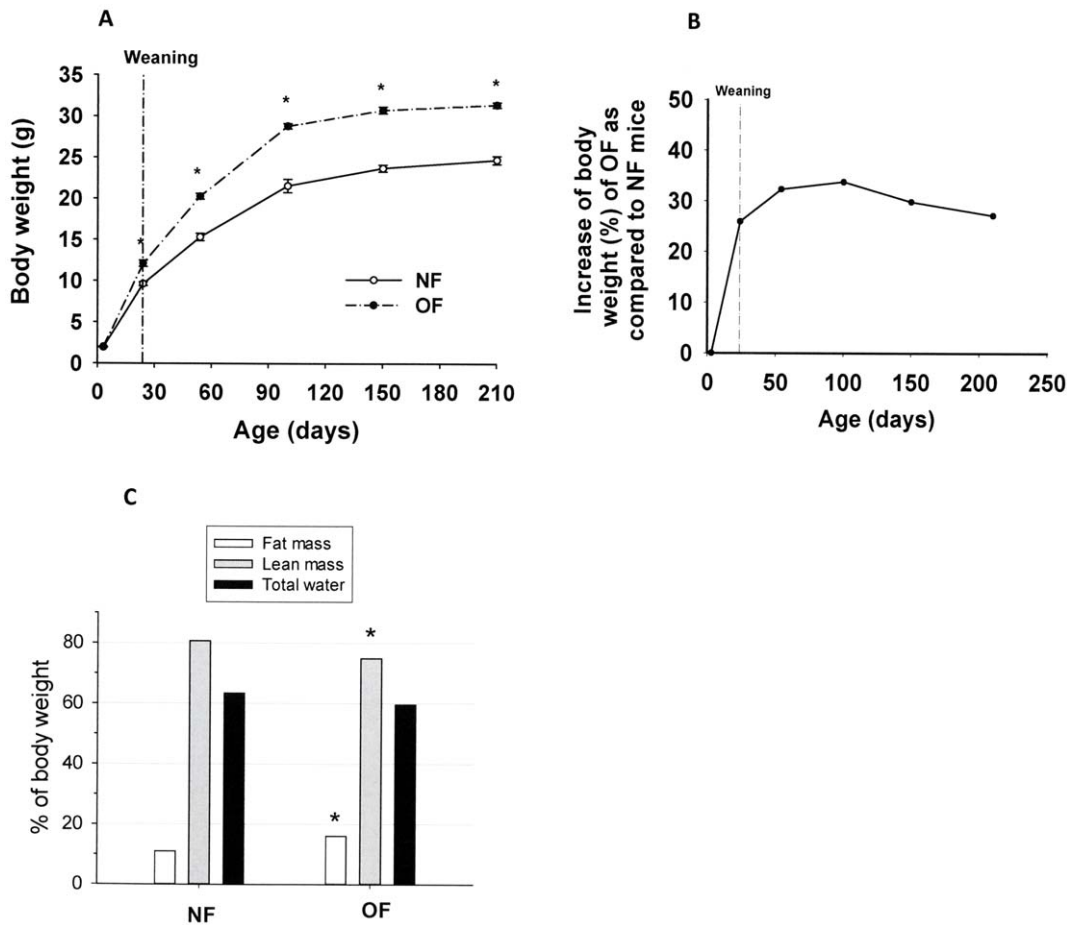 A
Weaning
35
30
25
20
15
10
5
0
Body weight (g)
*
*
*
*
*
NF
OF
0 30 60 90 120 150 180 210
Age (days)
B
Weaning
50
40
30
20
10
0
Increase of body
weight (%) of OF as
compared to NF mice
0 50 100 150 200 250
Age (days)
C
Fat mass
Lean mass
Total water
80
60
40
20
0
% of body weight
*
*
NF OF